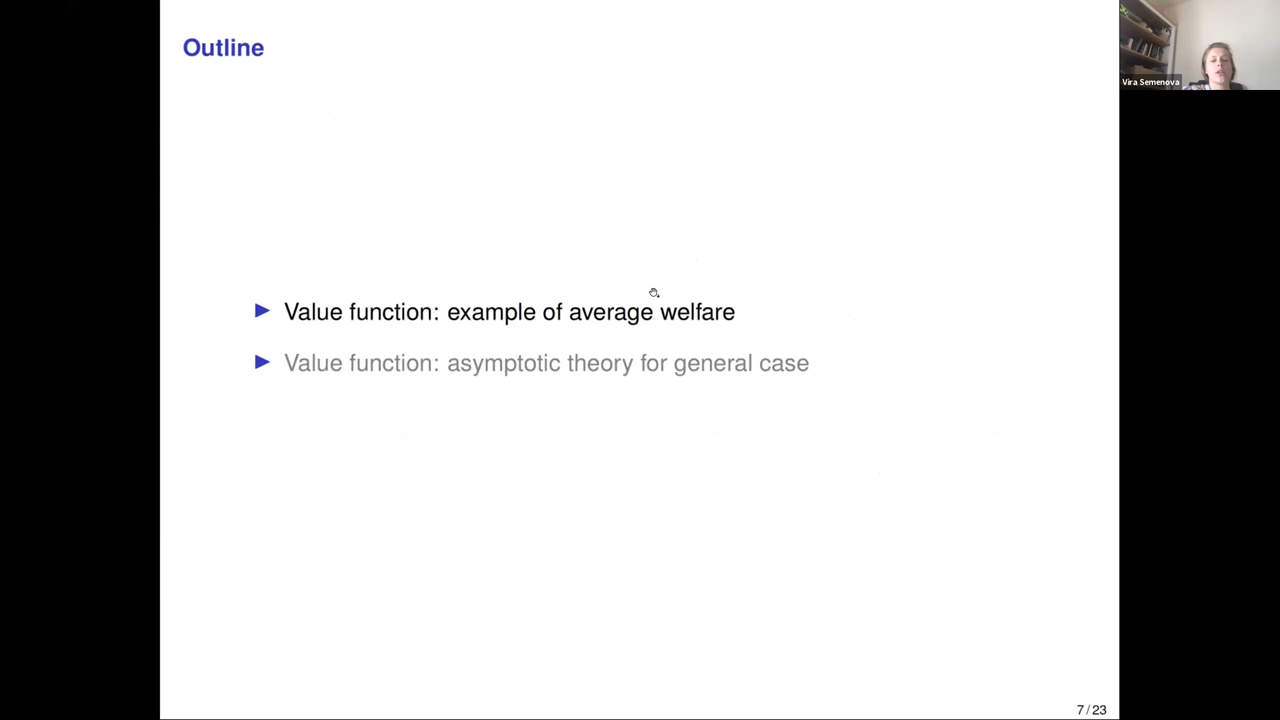 Outline
Vira Semenova
Value function: example of average welfare
Value function: asymptotic theory for general case
7 / 23